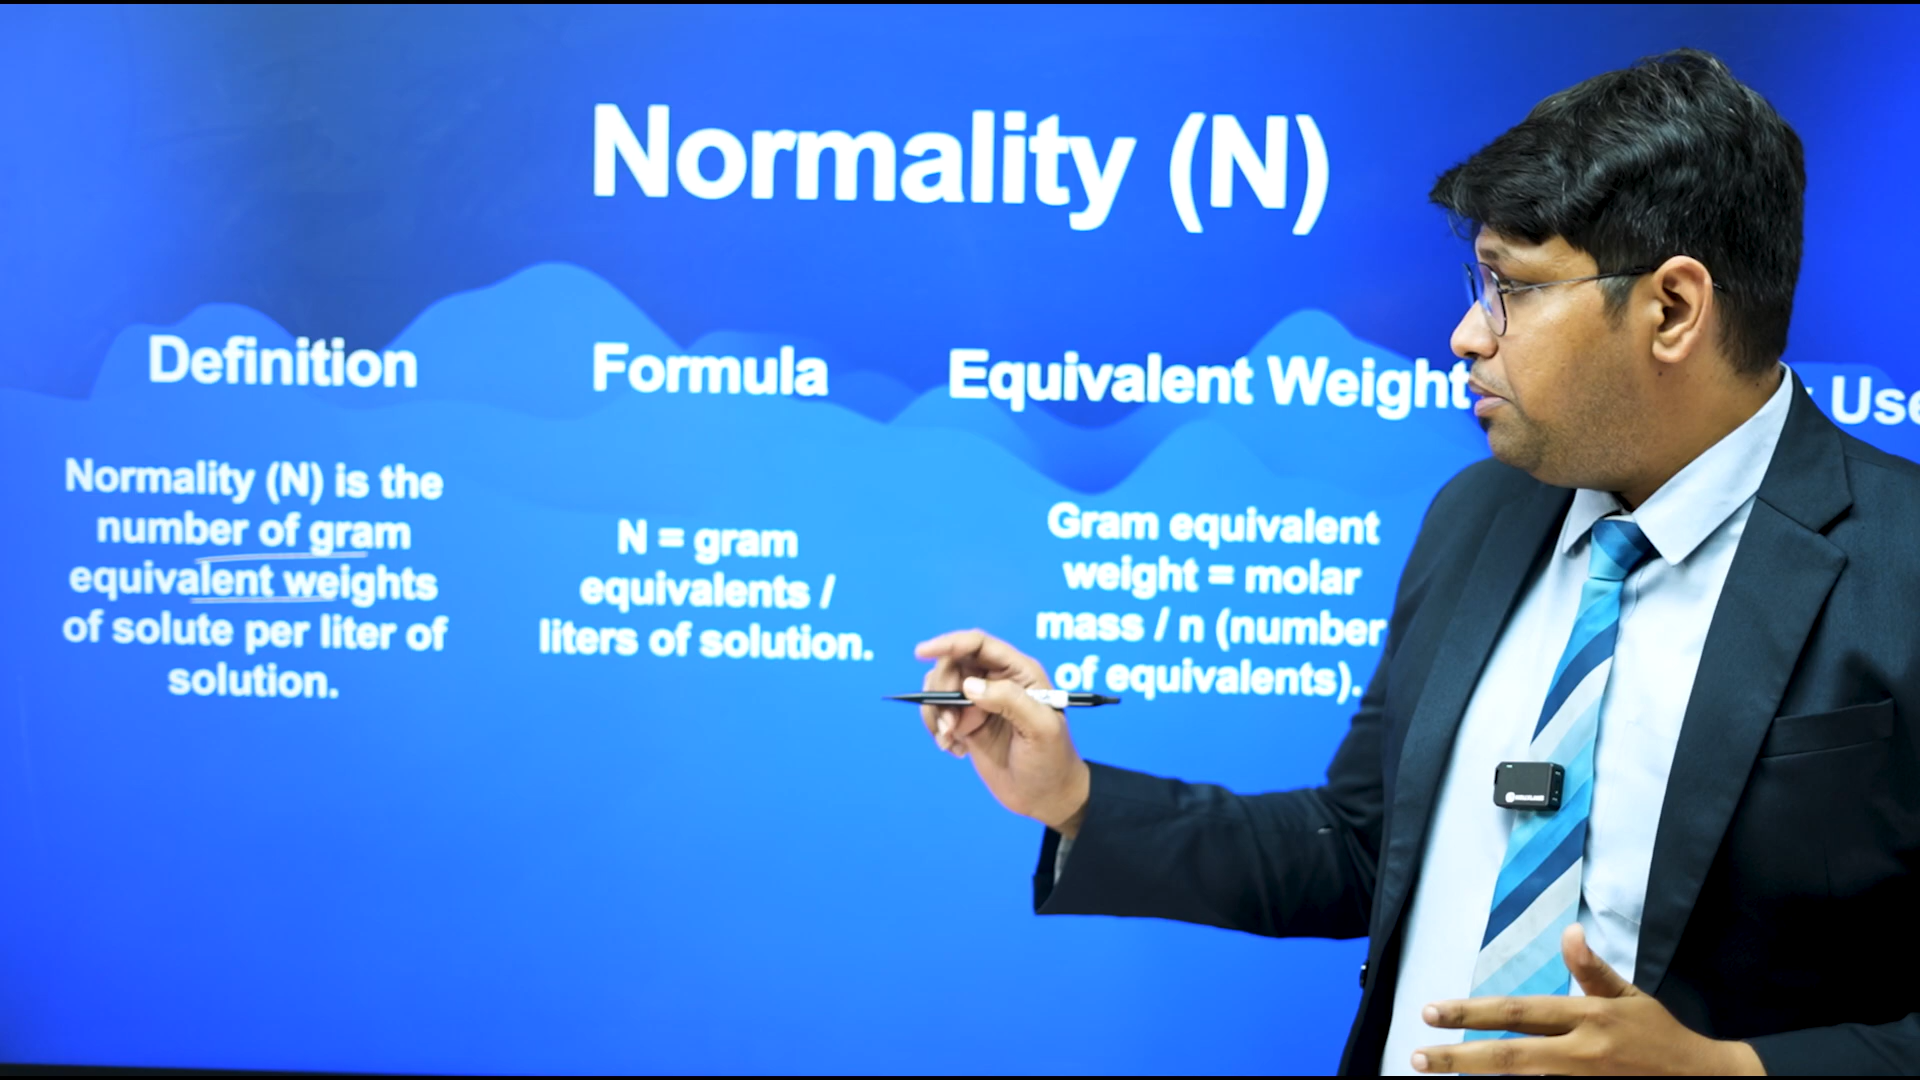 Normality (N)
Definition
Formula
Equivalent Weight
Normality (N) is the
number of gram
equivalent weights
of solute per liter of
solution.
N = gram
equivalents /
liters of solution.
Gram equivalent
weight = molar
mass / n (number
of equivalents).